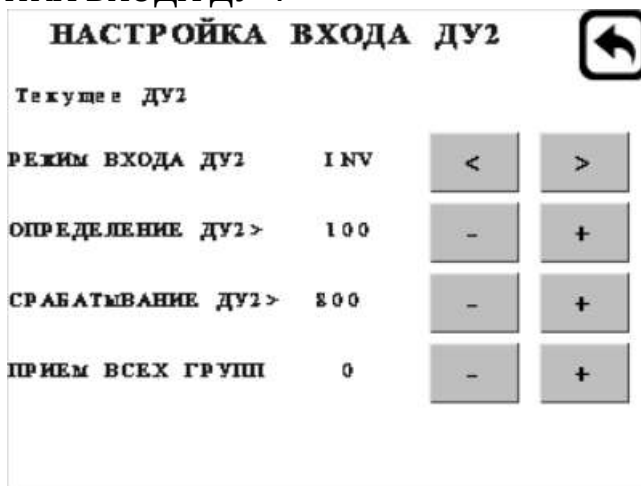 НАСТРОЙКА ВХОДА ДУ2
Текущее ДУ2
РЕЖИМ ВХОДА ДУ2 INV < >
ОПРЕДЕЛЕНИЕ ДУ2> 100 - +
СРАБАТЫВАНИЕ ДУ2> 800 - +
ПРИЕМ ВСЕХ ГРУПП 0 - +